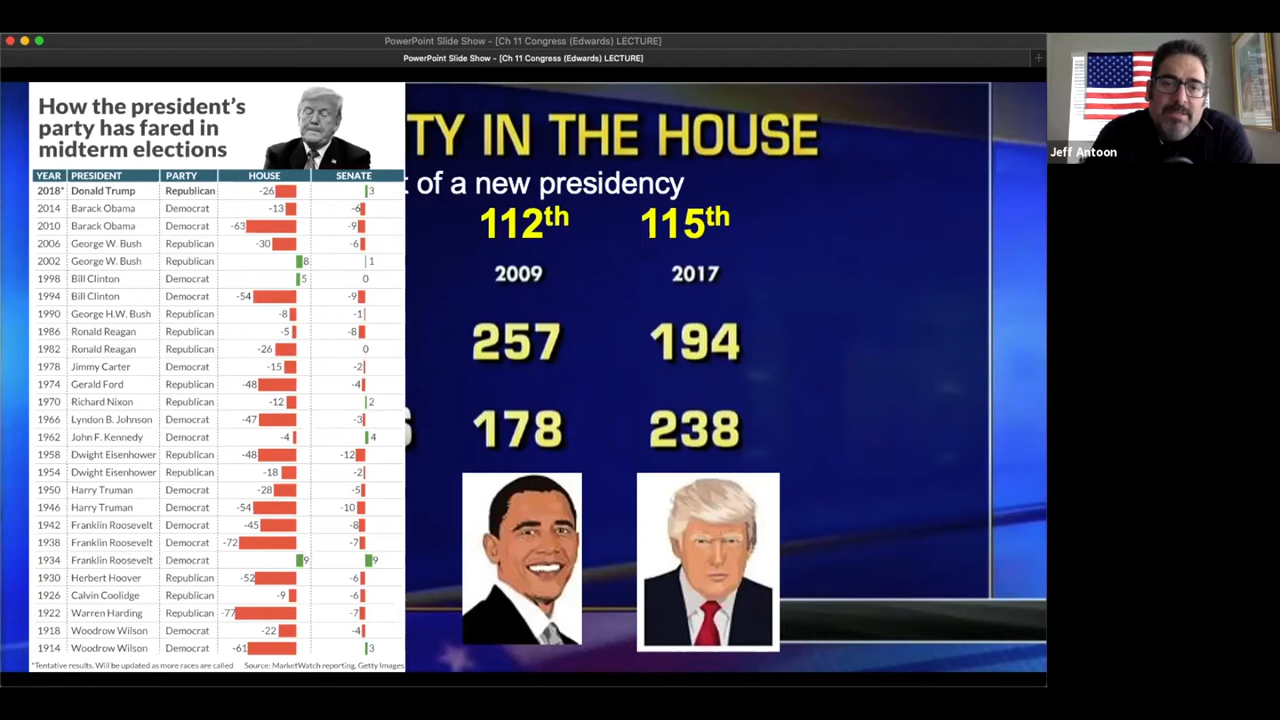 PowerPoint Slide Show - [Ch 11 Congress (Edwards) LECTURE]
PowerPoint Slide Show - [Ch 11 Congress (Edwards) LECTURE]
Jeff Antoon
How the president's
party has fared in
midterm elections
YEAR PRESIDENT PARTY HOUSE SENATE
2018* Donald Trump Republican -26 3
2014 Barack Obama Democrat -13 -6
2010 Barack Obama Democrat -63 -9
2006 George W. Bush Republican -30 -6
2002 George W. Bush Republican 8 1
1998 Bill Clinton Democrat 5 0
1994 Bill Clinton Democrat -54 -9
1990 George H.W. Bush Republican -8 -1
1986 Ronald Reagan Republican -5 -8
1982 Ronald Reagan Republican -26 0
1978 Jimmy Carter Democrat -15 -2
1974 Gerald Ford Republican -48 -4
1970 Richard Nixon Republican -12 2
1966 Lyndon B. Johnson Democrat -47 -3
1962 John F. Kennedy Democrat -4 4
1958 Dwight Eisenhower Republican -48 -12
1954 Dwight Eisenhower Republican -18 -2
1950 Harry Truman Democrat -28 -5
1946 Harry Truman Democrat -54 -10
1942 Franklin Roosevelt Democrat -45 -8
1938 Franklin Roosevelt Democrat -72 -7
1934 Franklin Roosevelt Democrat 9 9
1930 Herbert Hoover Republican -52 -6
1926 Calvin Coolidge Republican -9 -6
1922 Warren Harding Republican -77 -7
1918 Woodrow Wilson Democrat -22 -4
1914 Woodrow Wilson Democrat -61 3
*Tentative results. Will be updated as more races are called Source: MarketWatch reporting, Getty Images
TY IN THE HOUSE
of a new presidency
112th 115th
2009 2017
257 194
178 238